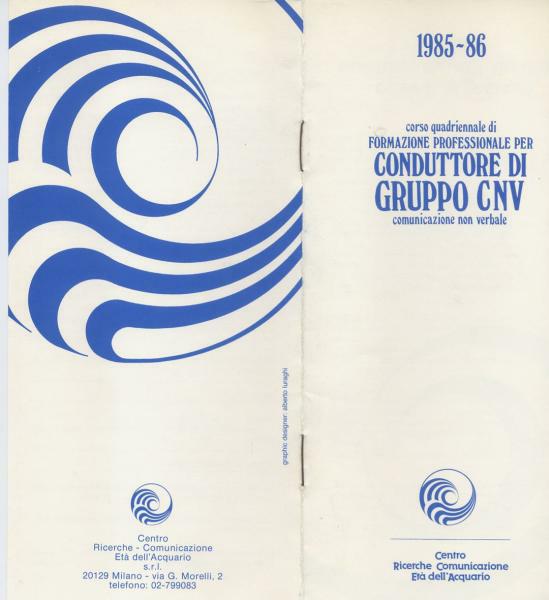 1985-86
corso quadriennale di
FORMAZIONE PROFESSIONALE PER
CONDUTTORE DI
GRUPPO CNV
comunicazione non verbale
Centro
Ricerche Comunicazione
Età dell'Acquario
graphic designer: alberto luraghi
Centro
Ricerche - Comunicazione
Età dell'Acquario
s.r.l.
20129 Milano - via G. Morelli, 2
telefono: 02-799083